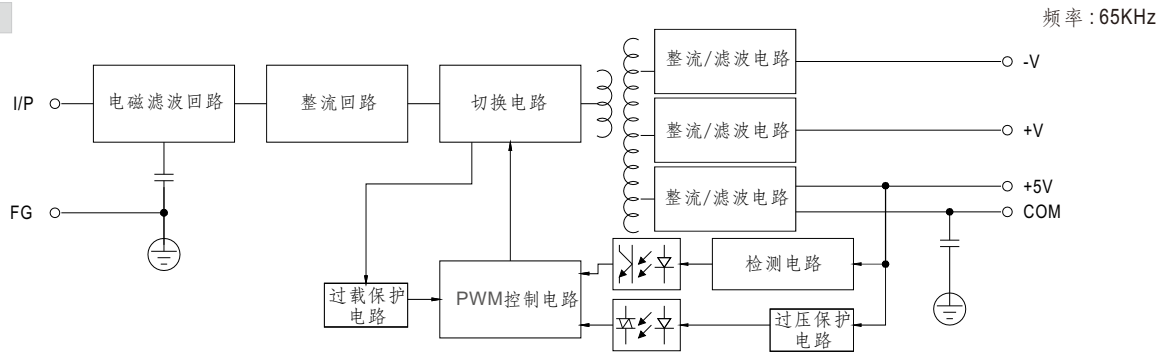 频率 : 65KHz
整流/滤波电路
-V
I/P
电磁滤波回路
整流回路
切换电路
整流/滤波电路
+V
整流/滤波电路
+5V
FG
COM
检测电路
过载保护
电路
PWM控制电路
过压保护
电路